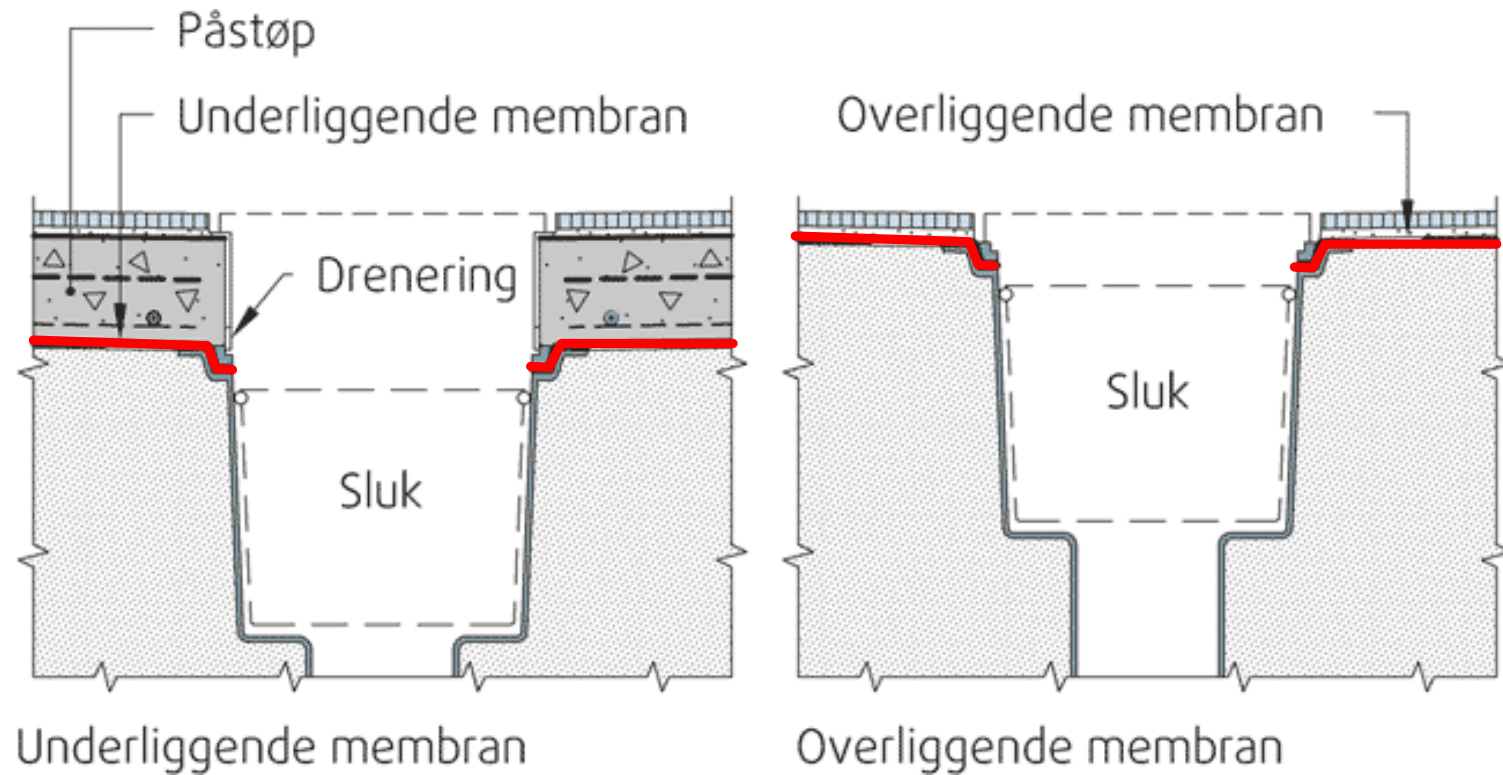 Påstøp
Underliggende membran
Overliggende membran
Drenering
Sluk
Sluk
Underliggende membran
Overliggende membran